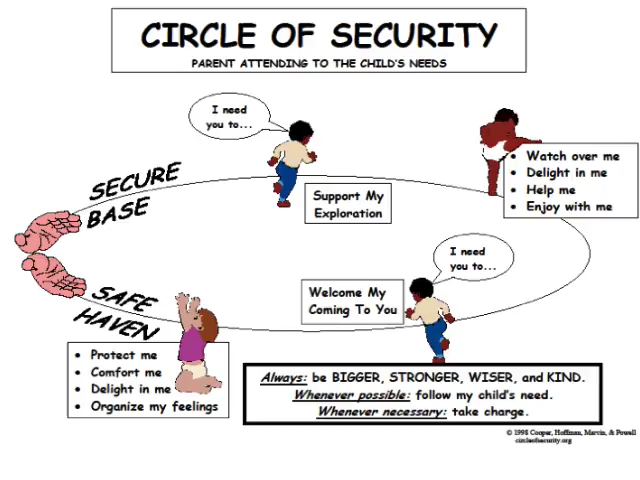 CIRCLE OF SECURITY
PARENT ATTENDING TO THE CHILD'S NEEDS
I need
you to...
SECURE
BASE
Support My
Exploration
• Watch over me
• Delight in me
• Help me
• Enjoy with me
I need
you to...
Welcome My
Coming To You
SAFE
HAVEN
• Protect me
• Comfort me
• Delight in me
• Organize my feelings
Always: be BIGGER, STRONGER, WISER, and KIND.
Whenever possible: follow my child's need.
Whenever necessary: take charge.
© 1998 Cooper, Hoffman, Marvin, & Powell
circleofsecurity.org